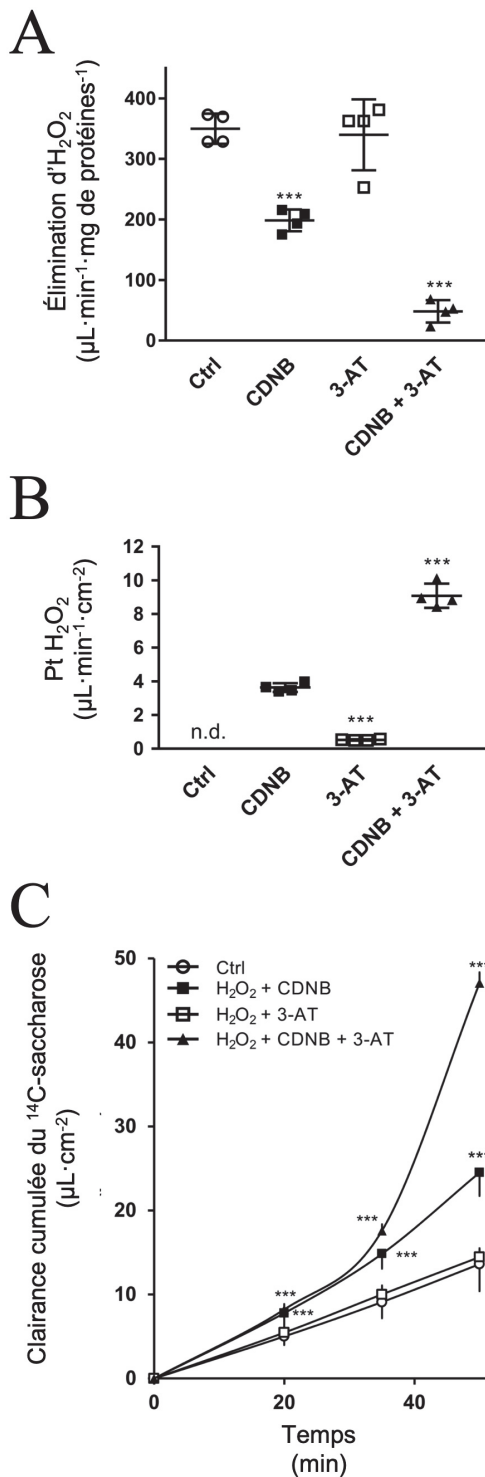 A
Élimination d'H₂O₂
(µL·min⁻¹·mg de protéines⁻¹)
400
300
200
100
0
***
***
Ctrl
CDNB
3-AT
CDNB + 3-AT
B
Pt H₂O₂
(µL·min⁻¹·cm⁻²)
12
10
8
6
4
2
0
n.d.
***
***
Ctrl
CDNB
3-AT
CDNB + 3-AT
C
Clairance cumulée du ¹⁴C-saccharose
(µL·cm⁻²)
50
40
30
20
10
0
Ctrl
H₂O₂ + CDNB
H₂O₂ + 3-AT
H₂O₂ + CDNB + 3-AT
***
***
***
***
***
***
0
20
40
Temps
(min)